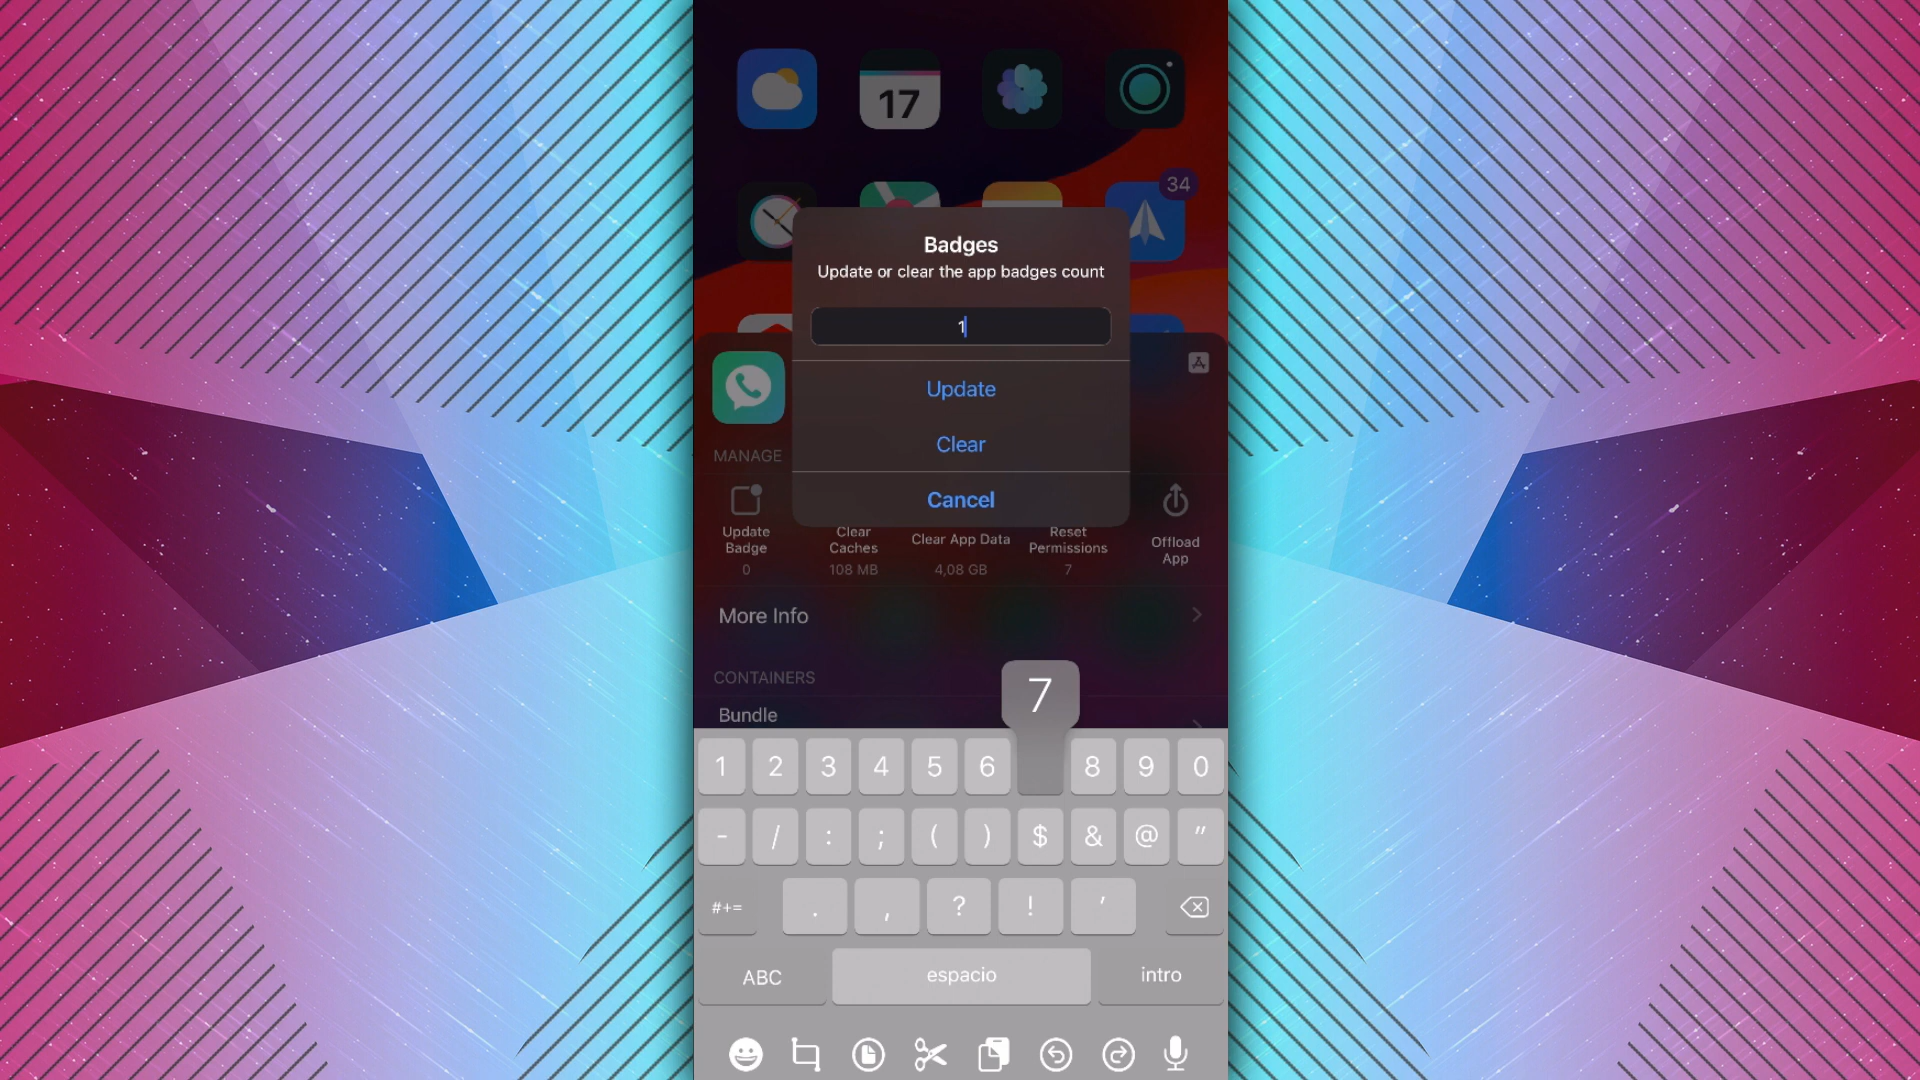 17
34
Badges
Update or clear the app badges count
1
Update
Clear
Cancel
MANAGE
Update Badge
0
Clear Caches
108 MB
Clear App Data
4,08 GB
Reset Permissions
7
Offload App
More Info
CONTAINERS
Bundle
7
1 2 3 4 5 6 8 9 0
- / : ; ( ) $ & @ "
#+= . , ? ! '
ABC espacio intro